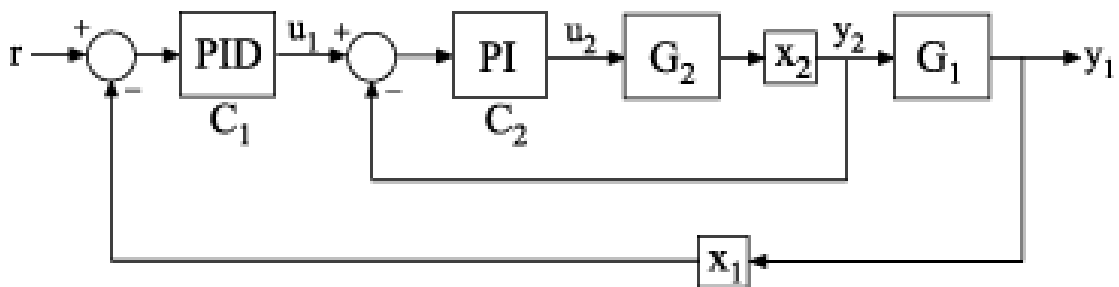 r
+
−
PID
C₁
u₁
+
−
PI
C₂
u₂
G₂
x₂
y₂
G₁
y₁
x₁